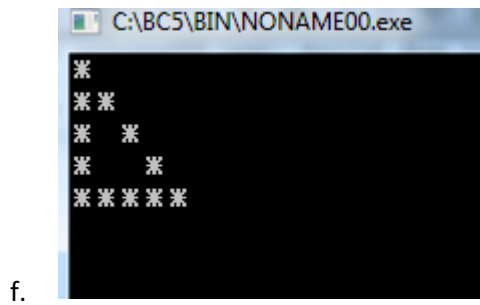 C:\BC5\BIN\NONAME00.exe
*
**
* *
*  *
*****
f.